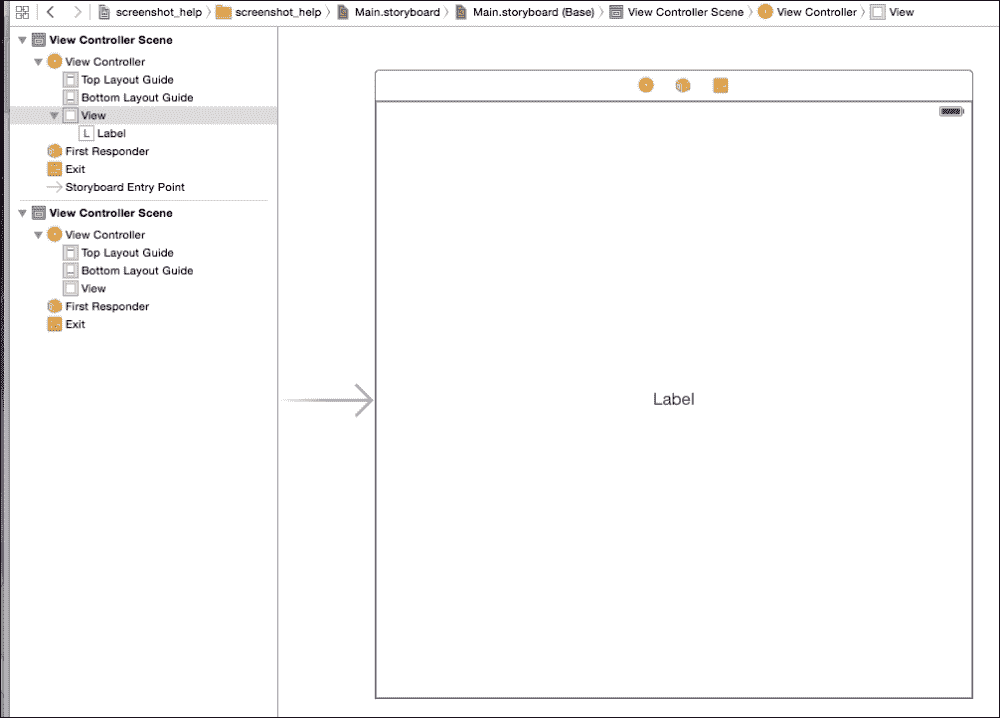 screenshot_help screenshot_help Main.storyboard Main.storyboard (Base) View Controller Scene View Controller View
View Controller Scene
View Controller
Top Layout Guide
Bottom Layout Guide
View
L Label
First Responder
Exit
Storyboard Entry Point
View Controller Scene
View Controller
Top Layout Guide
Bottom Layout Guide
View
First Responder
Exit
Label